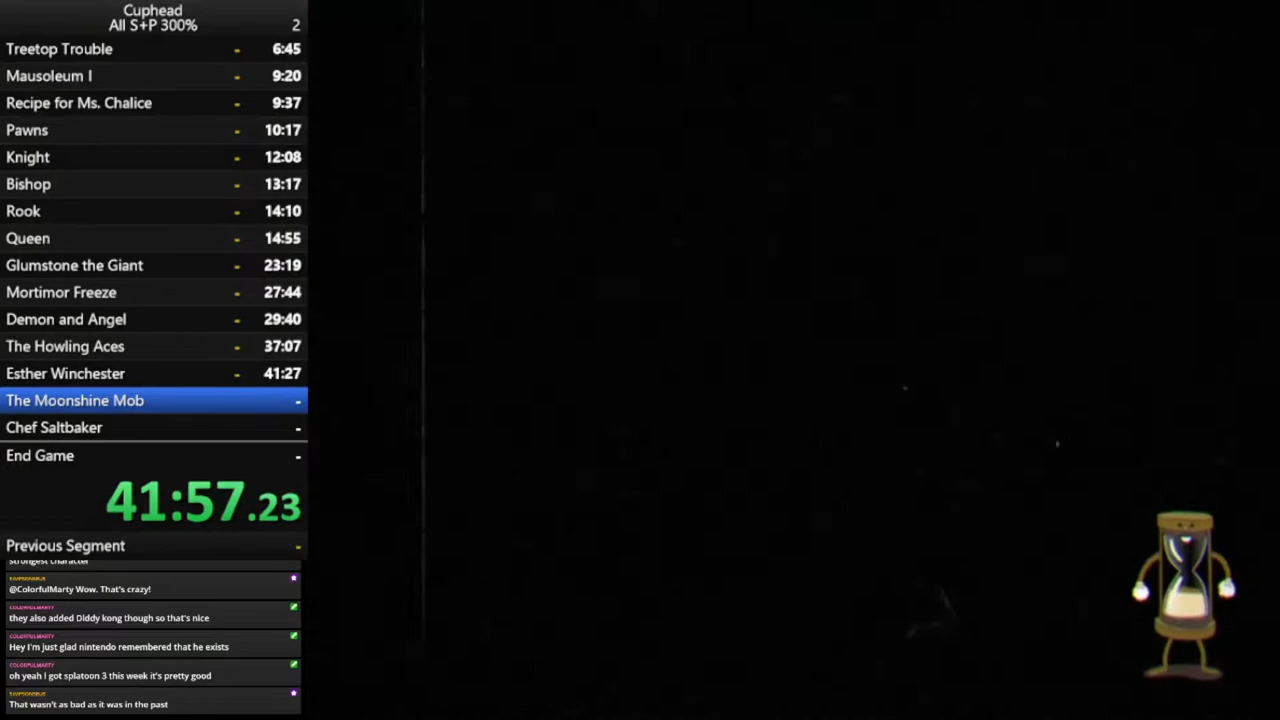 Cuphead
All S+P 300% 2
Treetop Trouble - 6:45
Mausoleum I - 9:20
Recipe for Ms. Chalice - 9:37
Pawns - 10:17
Knight - 12:08
Bishop - 13:17
Rook - 14:10
Queen - 14:55
Glumstone the Giant - 23:19
Mortimor Freeze - 27:44
Demon and Angel - 29:40
The Howling Aces - 37:07
Esther Winchester - 41:27
The Moonshine Mob -
Chef Saltbaker -
End Game -
41:57.23
Previous Segment -
strongest character
@ColorfulMarty Wow. That's crazy!
COLORFULMARTY
they also added Diddy kong though so that's nice
COLORFULMARTY
Hey I'm just glad nintendo remembered that he exists
COLORFULMARTY
oh yeah I got splatoon 3 this week it's pretty good
That wasn't as bad as it was in the past